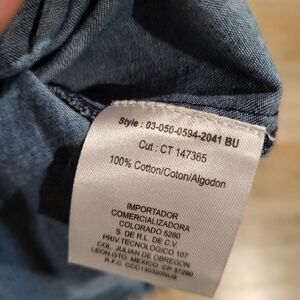 Style : 03-050-0594-2041 BU
Cut : CT 147365
100% Cotton/Coton/Algodon
IMPORTADOR
COMERCIALIZADORA
COLORADO 5280
S. DE R.L. DE C.V.
PRIV.TECNOLOGICO 107
COL. JULIAN DE OBREGON
LEON GTO. MEXICO. CP 37290
R.F.C. CCC130320NU9